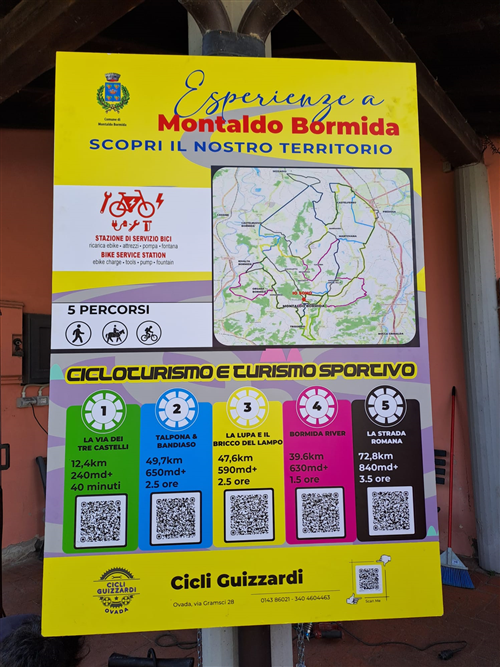 Comune di
Montaldo Bormida
Esperienze a
Montaldo Bormida
SCOPRI IL NOSTRO TERRITORIO
STAZIONE DI SERVIZIO BICI
ricarica ebike • attrezzi • pompa • fontana
BIKE SERVICE STATION
ebike charge • tools • pump • fountain
5 PERCORSI
CICLOTURISMO E TURISMO SPORTIVO
1
LA VIA DEI
TRE CASTELLI
12,4km
240md+
40 minuti
2
TALPONA &
BANDIASO
49,7km
650md+
2.5 ore
3
LA LUPA E IL
BRICCO DEL LAMPO
47,6km
590md+
2.5 ore
4
BORMIDA RIVER
39.6km
630md+
1.5 ore
5
LA STRADA
ROMANA
72,8km
840md+
3.5 ore
CICLI
GUIZZARDI
OVADA
Cicli Guizzardi
Ovada, via Gramsci 28
0143 86021 - 340 4604463